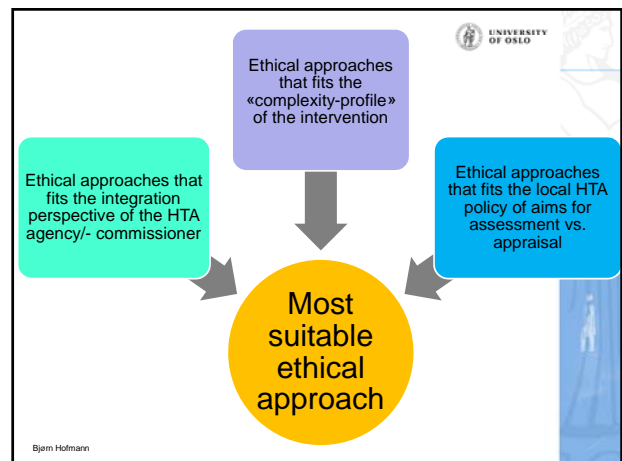 UNIVERSITY
OF OSLO
Ethical approaches
that fits the
«complexity-profile»
of the intervention
Ethical approaches that
fits the integration
perspective of the HTA
agency/- commissioner
Ethical approaches
that fits the local HTA
policy of aims for
assessment vs.
appraisal
Most
suitable
ethical
approach
Bjørn Hofmann